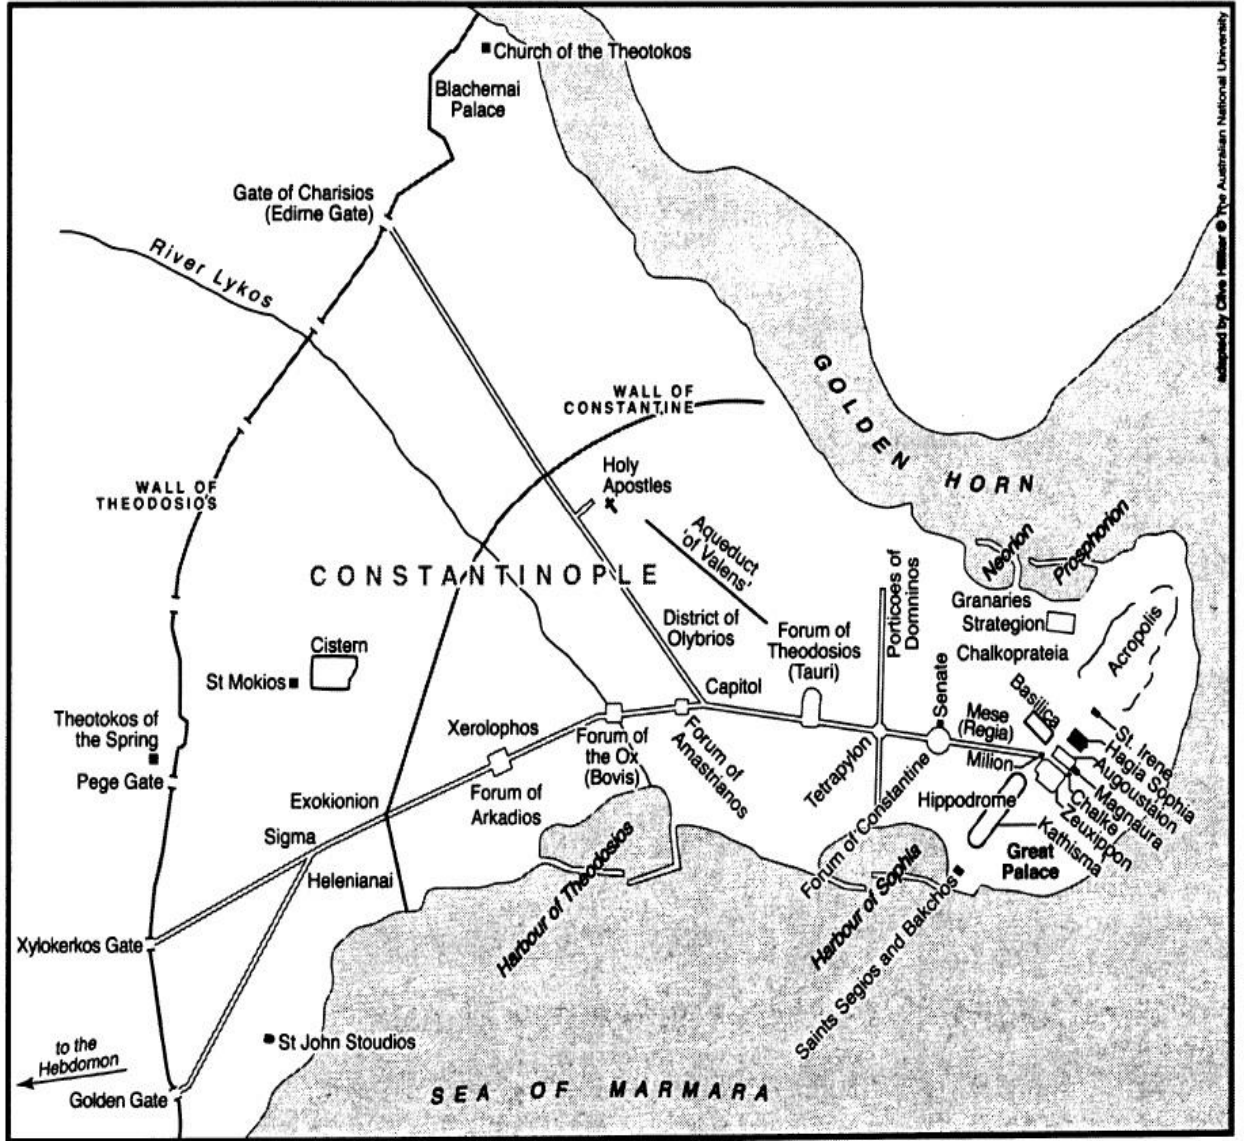 Church of the Theotokos
Blachernai
Palace
Gate of Charisios
(Edirne Gate)
River Lykos
GOLDEN HORN
WALL OF
CONSTANTINE
Holy
Apostles
WALL OF
THEODOSIOS
Aqueduct
'of Valens'
CONSTANTINOPLE
Neorion
Prosphorion
Granaries
Strategion
Acropolis
Porticoes of
Domninos
District of
Olybrios
Forum of
Theodosios
(Tauri)
Chalkoprateia
Cistern
St Mokios
Capitol
Senate
Basilica
Mese
(Regia)
Milion
St. Irene
Hagia Sophia
Augoustaion
Magnaura
Chalke
Zeuxippon
Kathisma
Theotokos of
the Spring
Pege Gate
Xerolophos
Forum of
the Ox
(Bovis)
Forum of
Amastrianos
Tetrapylon
Forum of Constantine
Hippodrome
Great
Palace
Exokionion
Forum of
Arkadios
Sigma
Helenianai
Harbour of Theodosios
Harbour of Sophia
Saints Segios and Bakchos
Xylokerkos Gate
to the
Hebdomon
St John Stoudios
Golden Gate
SEA OF MARMARA
adapted by Clive Hilliker © The Australian National University